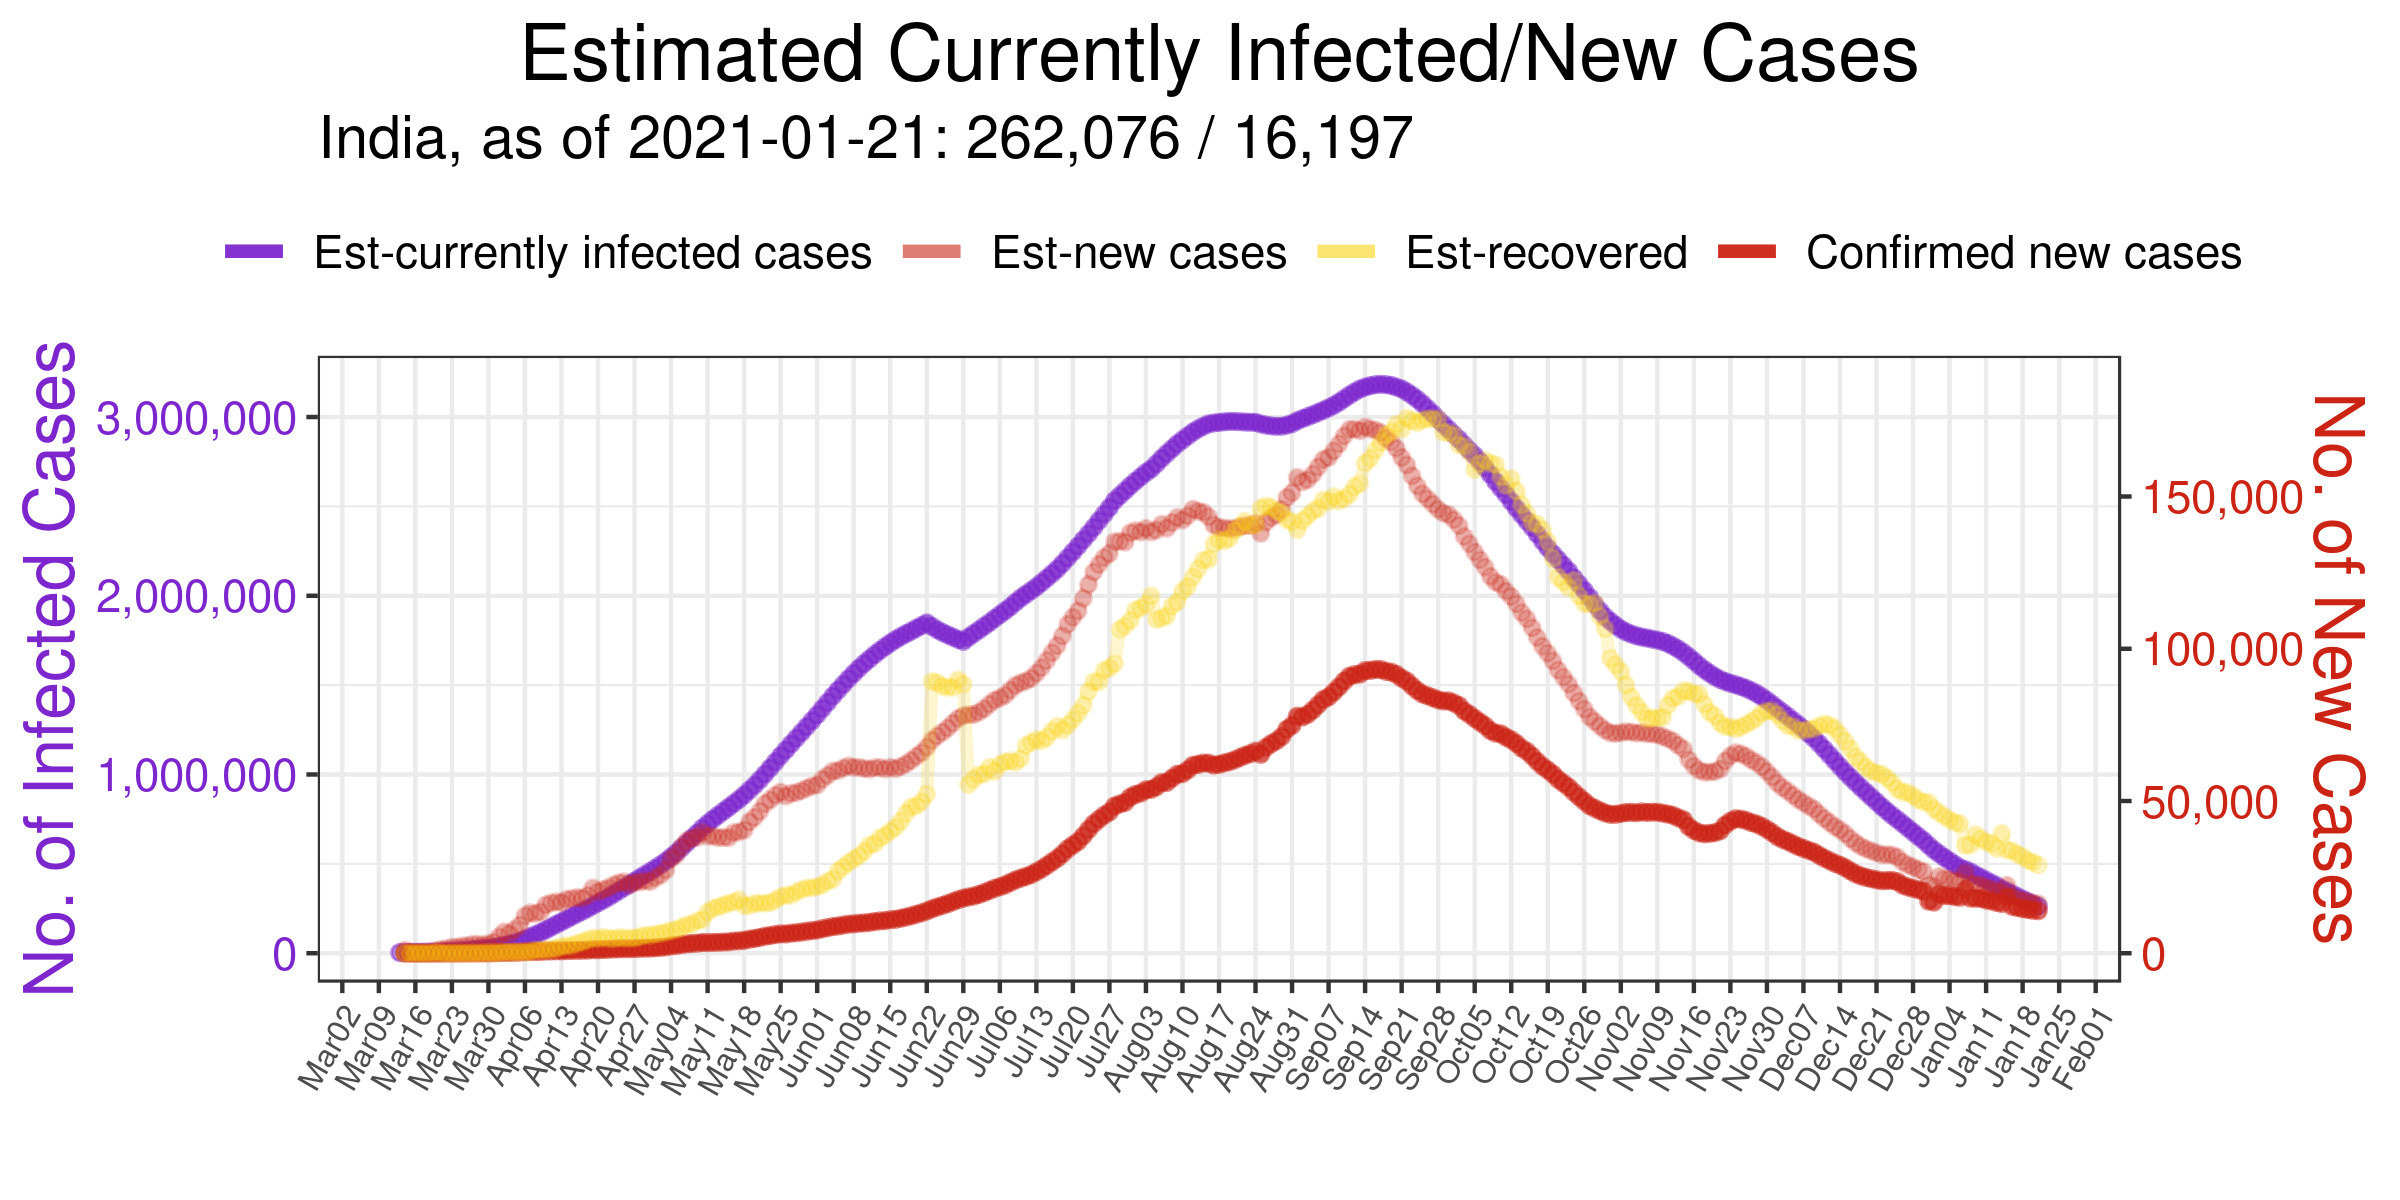 Estimated Currently Infected/New Cases
India, as of 2021-01-21: 262,076 / 16,197
Est-currently infected cases Est-new cases Est-recovered Confirmed new cases
No. of Infected Cases
3,000,000
2,000,000
1,000,000
0
No. of New Cases
150,000
100,000
50,000
0
Mar02 Mar09 Mar16 Mar23 Mar30 Apr06 Apr13 Apr20 Apr27 May04 May11 May18 May25 Jun01 Jun08 Jun15 Jun22 Jun29 Jul06 Jul13 Jul20 Jul27 Aug03 Aug10 Aug17 Aug24 Aug31 Sep07 Sep14 Sep21 Sep28 Oct05 Oct12 Oct19 Oct26 Nov02 Nov09 Nov16 Nov23 Nov30 Dec07 Dec14 Dec21 Dec28 Jan04 Jan11 Jan18 Jan25 Feb01